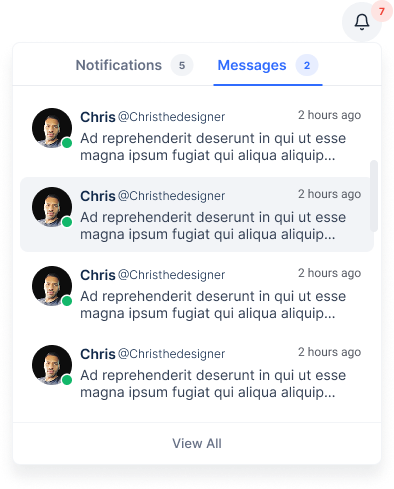 7
Notifications 5 Messages 2
Chris @Christhedesigner 2 hours ago
Ad reprehenderit deserunt in qui ut esse
magna ipsum fugiat qui aliqua aliquip...
Chris @Christhedesigner 2 hours ago
Ad reprehenderit deserunt in qui ut esse
magna ipsum fugiat qui aliqua aliquip...
Chris @Christhedesigner 2 hours ago
Ad reprehenderit deserunt in qui ut esse
magna ipsum fugiat qui aliqua aliquip...
Chris @Christhedesigner 2 hours ago
Ad reprehenderit deserunt in qui ut esse
magna ipsum fugiat qui aliqua aliquip...
View All